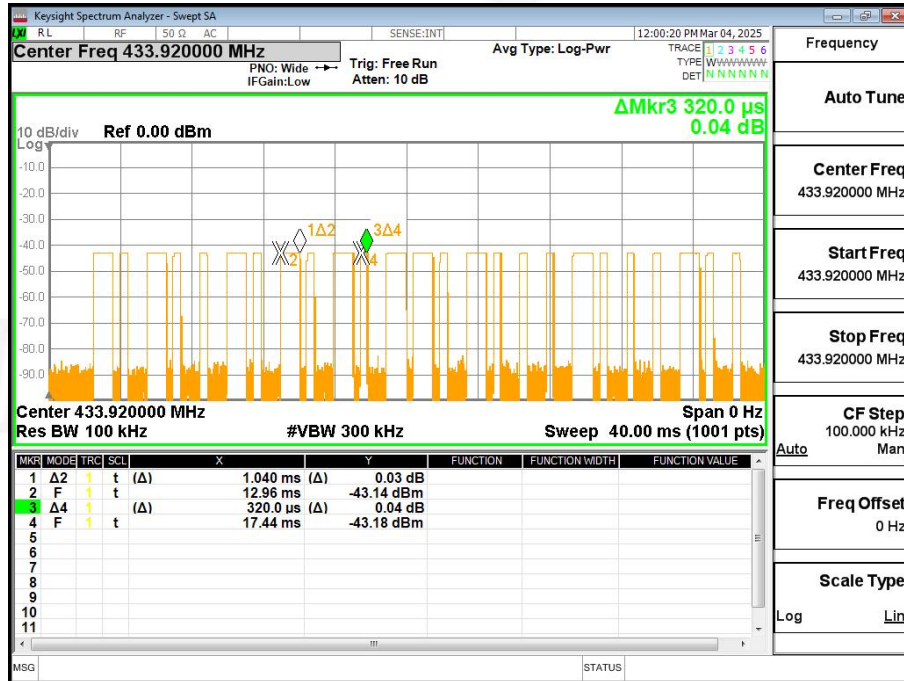 Keysight Spectrum Analyzer - Swept SA
LXI RL RF 50 Ω AC SENSE:INT 12:00:20 PM Mar 04, 2025
Center Freq 433.920000 MHz
Avg Type: Log-Pwr
TRACE 1 2 3 4 5 6
TYPE WWWWWW
DET N N N N N N
PNO: Wide
IFGain:Low
Trig: Free Run
Atten: 10 dB
ΔMkr3 320.0 µs
0.04 dB
10 dB/div Ref 0.00 dBm
Log
-10.0
-20.0
-30.0
-40.0
-50.0
-60.0
-70.0
-80.0
-90.0
1Δ2
3Δ4
2
4
Center 433.920000 MHz Span 0 Hz
Res BW 100 kHz #VBW 300 kHz Sweep 40.00 ms (1001 pts)
MKR MODE TRC SCL X Y FUNCTION FUNCTION WIDTH FUNCTION VALUE
1 Δ2 1 t (Δ) 1.040 ms (Δ) 0.03 dB
2 F 1 t 12.96 ms -43.14 dBm
3 Δ4 1 t (Δ) 320.0 µs (Δ) 0.04 dB
4 F 1 t 17.44 ms -43.18 dBm
5
6
7
8
9
10
11
MSG STATUS
Frequency
Auto Tune
Center Freq
433.920000 MHz
Start Freq
433.920000 MHz
Stop Freq
433.920000 MHz
CF Step
100.000 kHz
Auto Man
Freq Offset
0 Hz
Scale Type
Log Lin